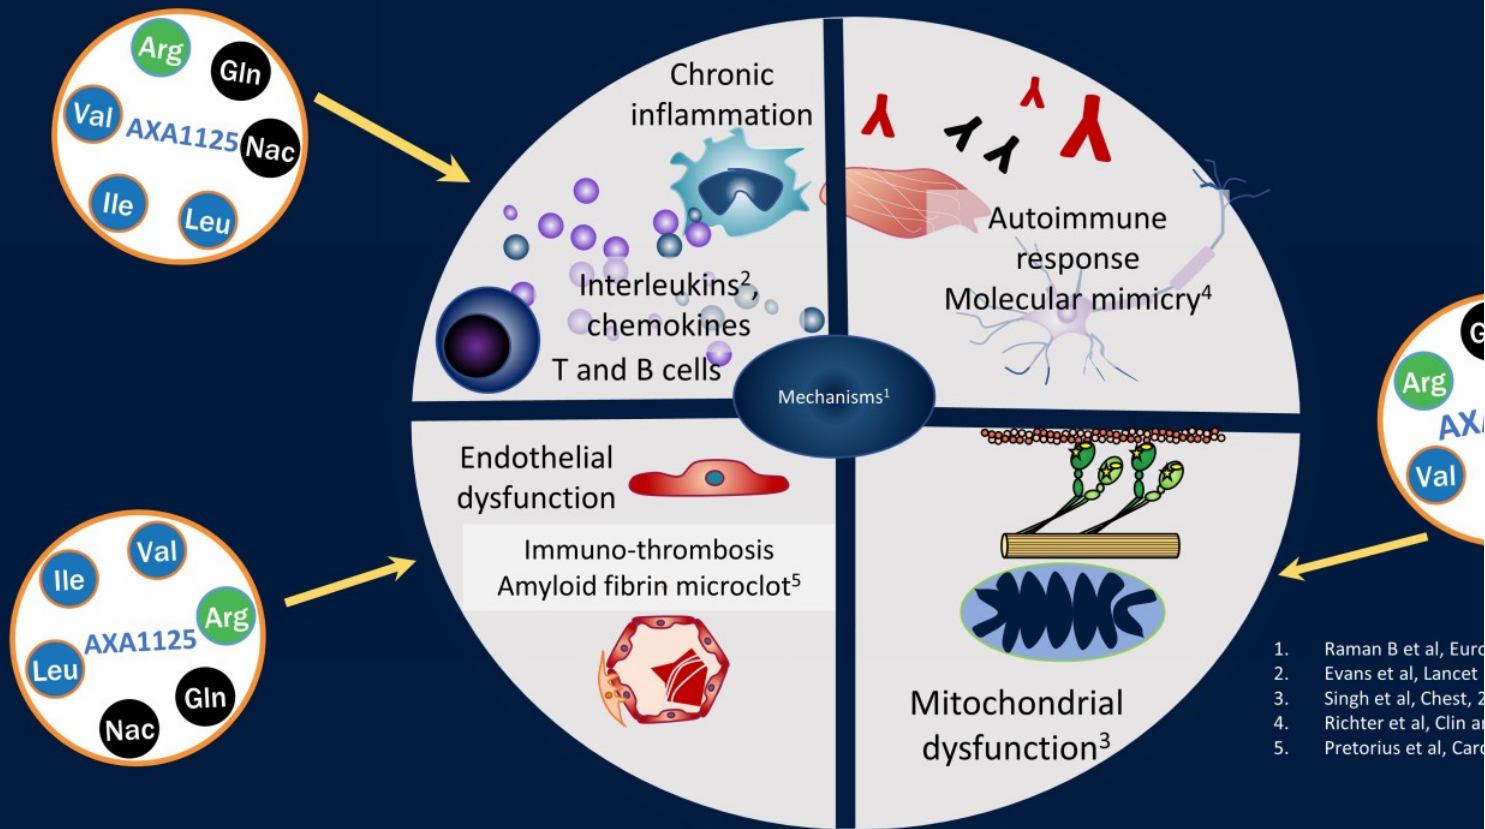 Arg
Gln
Val
AXA1125
Nac
Ile
Leu
Chronic
inflammation
Interleukins²,
chemokines
T and B cells
Autoimmune
response
Molecular mimicry⁴
Mechanisms¹
Endothelial
dysfunction
Immuno-thrombosis
Amyloid fibrin microclot⁵
Mitochondrial
dysfunction³
Val
Ile
Arg
AXA1125
Leu
Gln
Nac
Arg
Val
1. Raman B et al,
2. Evans et al, Lancet
3. Singh et al, Chest,
4. Richter et al, Clin
5. Pretorius et al,